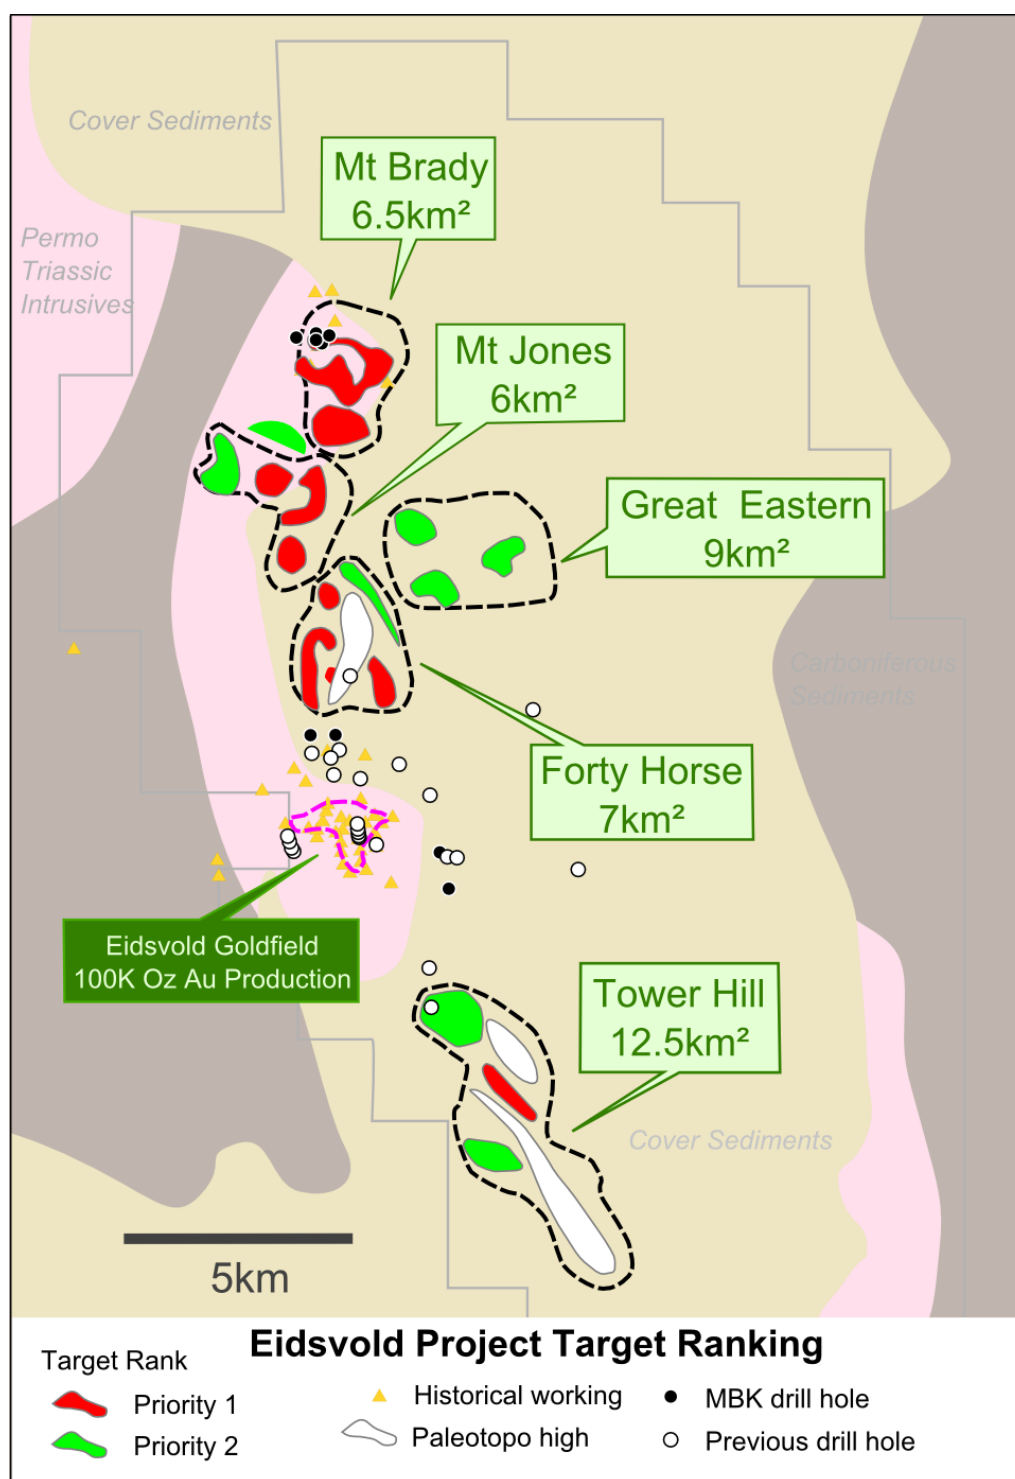 Cover Sediments
Mt Brady
6.5km²
Permo
Triassic
Intrusives
Mt Jones
6km²
Great Eastern
9km²
Carboniferous
Sediments
Forty Horse
7km²
Eidsvold Goldfield
100K Oz Au Production
Tower Hill
12.5km²
Cover Sediments
5km
Eidsvold Project Target Ranking
Target Rank
Priority 1
Priority 2
Historical working
Paleotopo high
MBK drill hole
Previous drill hole